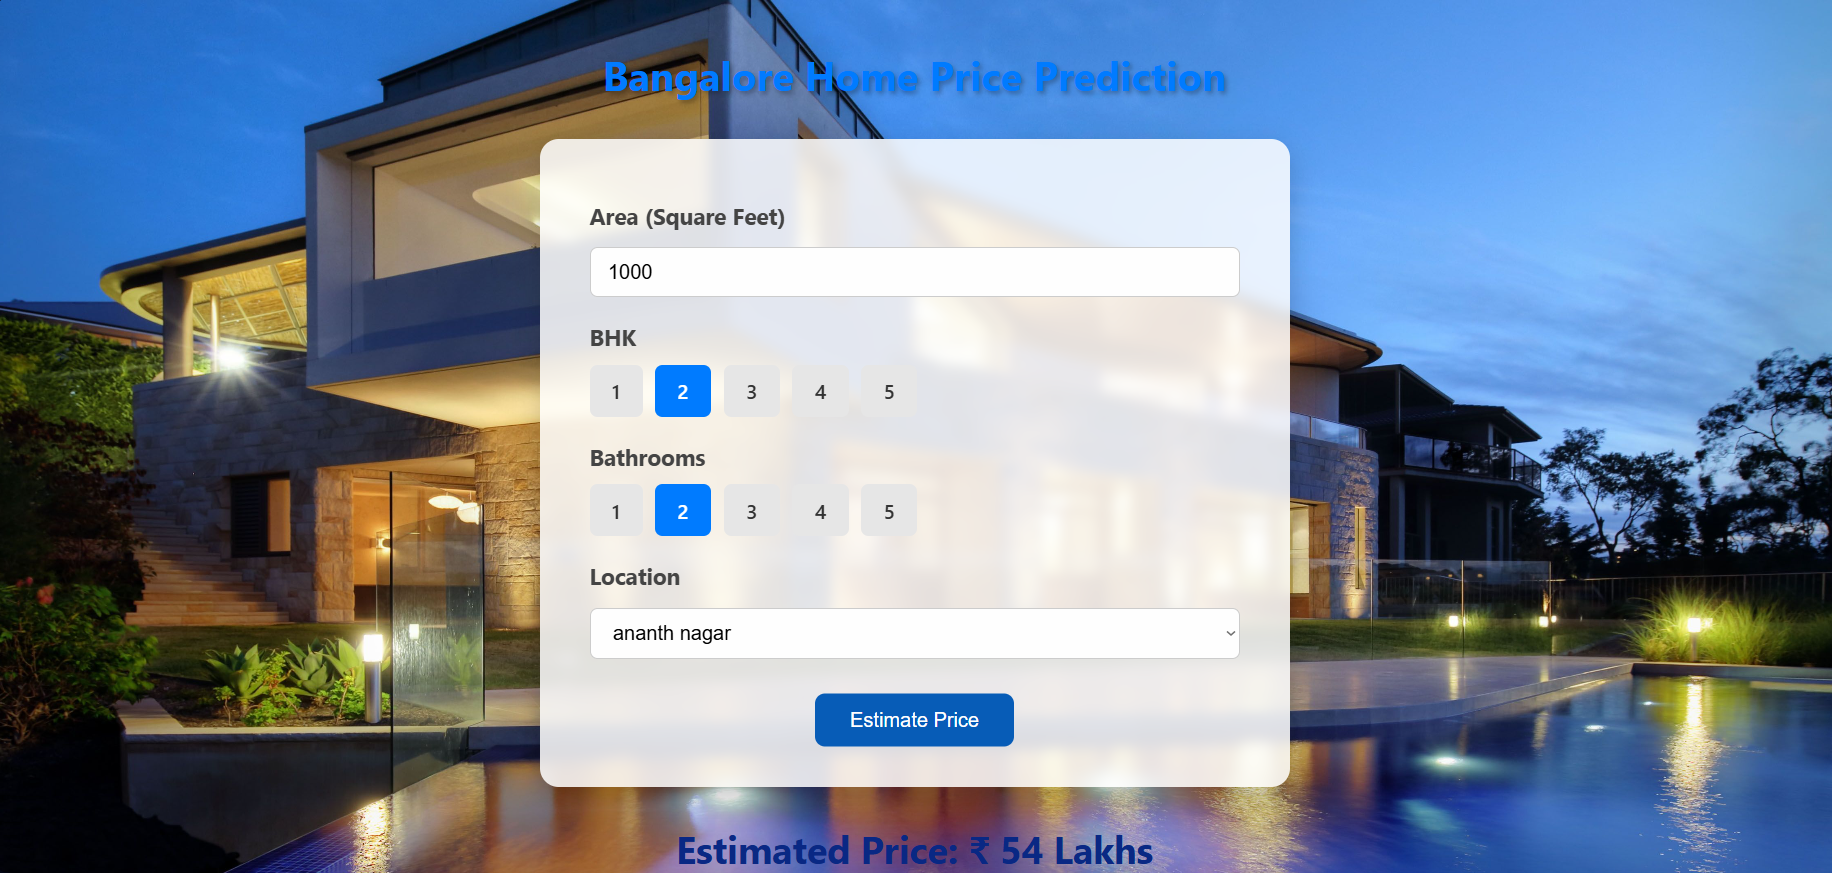 Bangalore Home Price Prediction
Area (Square Feet)
1000
BHK
1 2 3 4 5
Bathrooms
1 2 3 4 5
Location
ananth nagar
Estimate Price
Estimated Price: ₹ 54 Lakhs